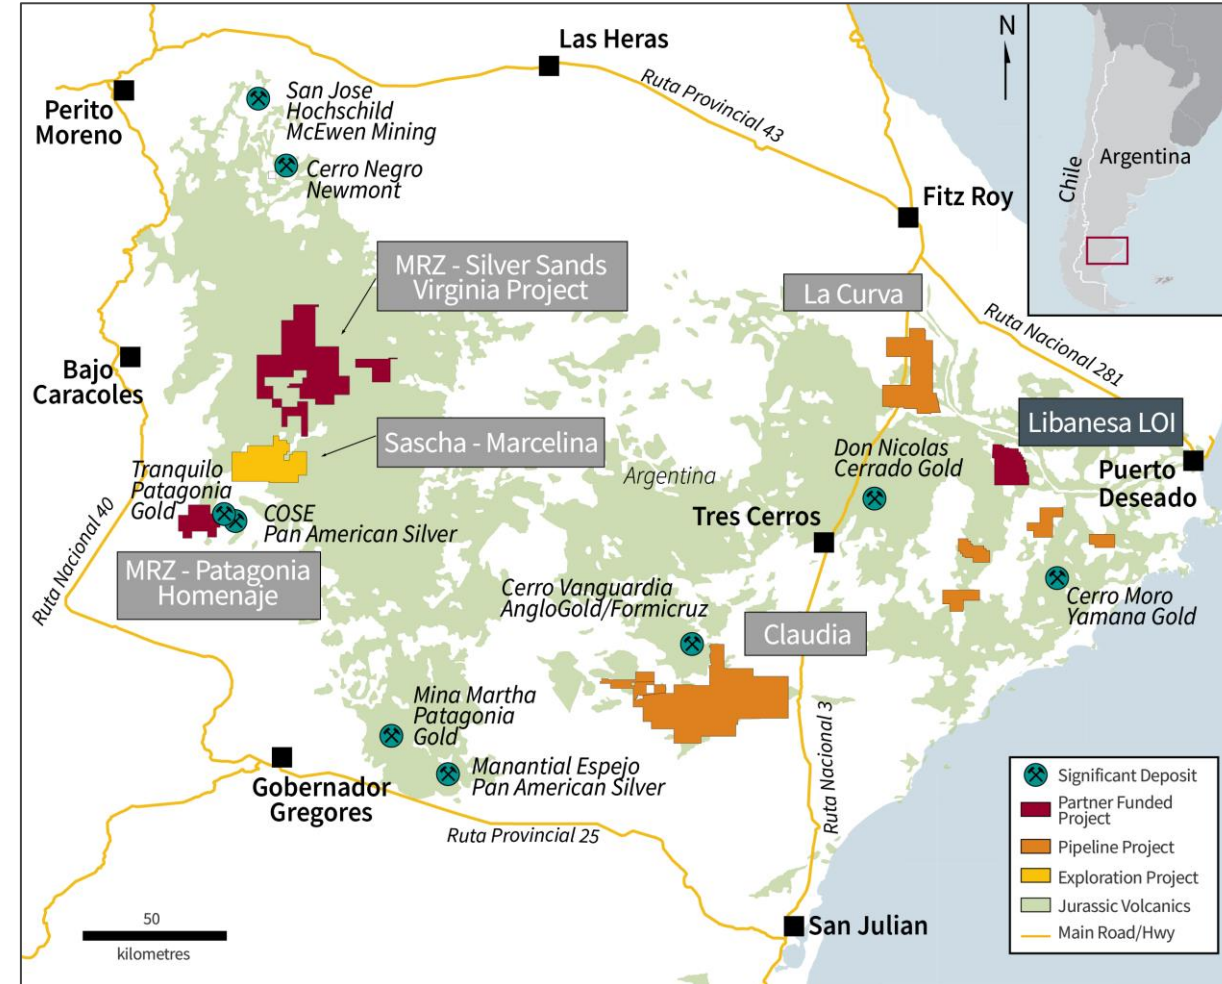 Las Heras
Ruta Provincial 43
N
Perito
Moreno
San Jose
Hochschild
McEwen Mining
Cerro Negro
Newmont
Chile
Argentina
Fitz Roy
MRZ - Silver Sands
Virginia Project
La Curva
Ruta Nacional 281
Bajo
Caracoles
Libanesa LOI
Sascha - Marcelina
Tranquilo
Patagonia
Gold
Argentina
Don Nicolas
Cerrado Gold
Puerto
Deseado
COSE
Pan American Silver
Tres Cerros
Ruta Nacional 40
MRZ - Patagonia
Homenaje
Cerro Vanguardia
AngloGold/Formicruz
Cerro Moro
Yamana Gold
Claudia
Mina Martha
Patagonia
Gold
Ruta Nacional 3
Manantial Espejo
Pan American Silver
Gobernador
Gregores
Ruta Provincial 25
San Julian
50
kilometres
Significant Deposit
Partner Funded
Project
Pipeline Project
Exploration Project
Jurassic Volcanics
Main Road/Hwy